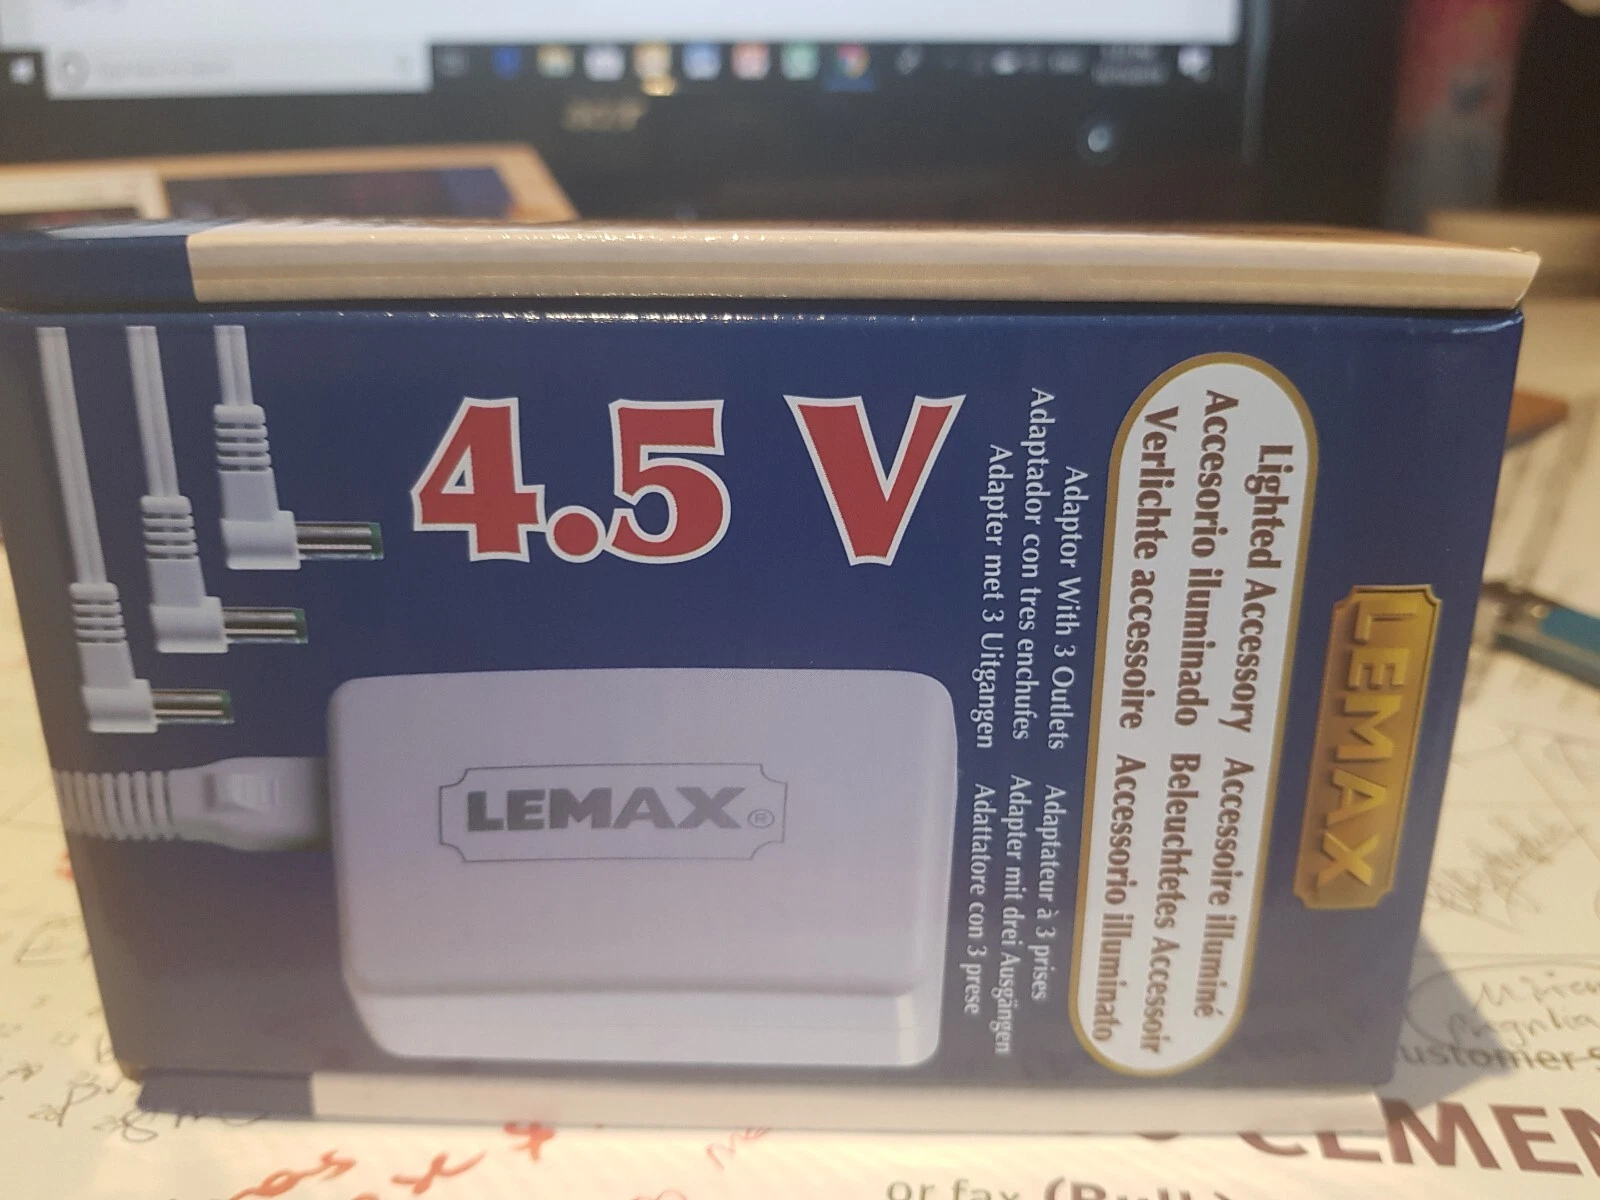 acer
LEMAX
Lighted Accessory
Accessoire illuminé
Accesorio iluminado
Beleuchtetes Accessoir
Verlichte accessoire
Accessorio illuminato
Adaptor With 3 Outlets
Adaptateur à 3 prises
Adaptador con tres enchufes
Adapter mit drei Ausgängen
Adapter met 3 Uitgangen
Adattatore con 3 prese
4.5 V
LEMAX®
ustomer
CEMEN
or fax